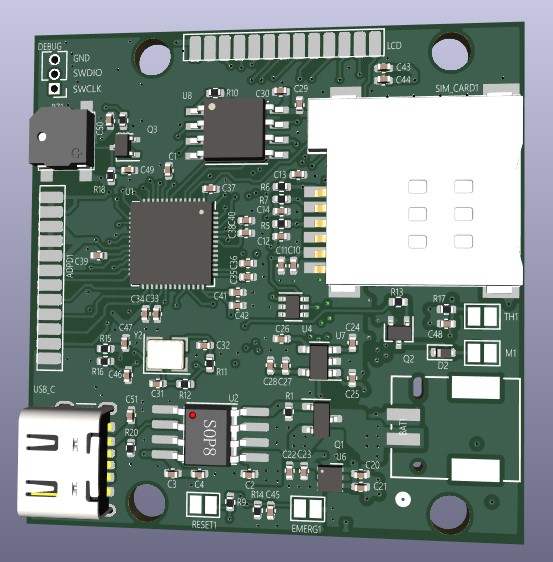 DEBUG
GND
SWDIO
SWCLK
LCD
C43
C44
SIM_CARD1
U8
R10
C30
C29
C50
Q3
C49
C1
R18
U1
C37
C13
R6
R7
C14
R5
C12
C38
C40
C11
C10
C39
ADPD1
C35
C36
C41
C42
C34
C33
R13
R17
TH1
C48
Q2
D2
M1
C26
U4
C24
U7
C28
C27
C25
C47
Y2
C32
R15
R16
C46
R11
C31
R12
USB_C
C51
R20
U2
SOP8
R1
Q1
BATT
C3
C4
C2
C22
C23
U6
C20
C21
R9
R14
C45
RESET1
EMERG1